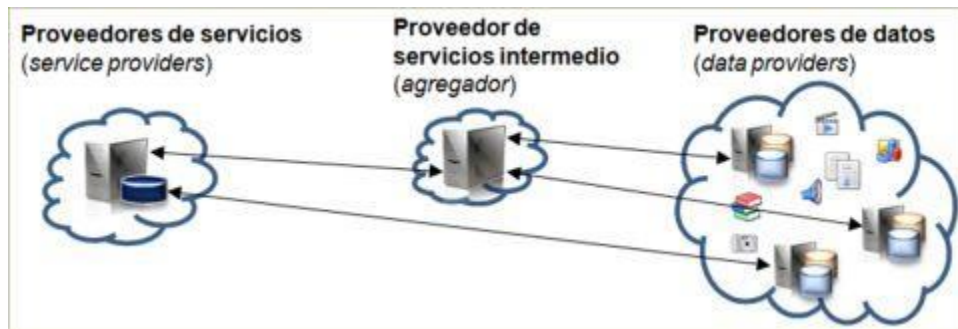 Proveedores de servicios
(service providers)
Proveedor de
servicios intermedio
(agregador)
Proveedores de datos
(data providers)